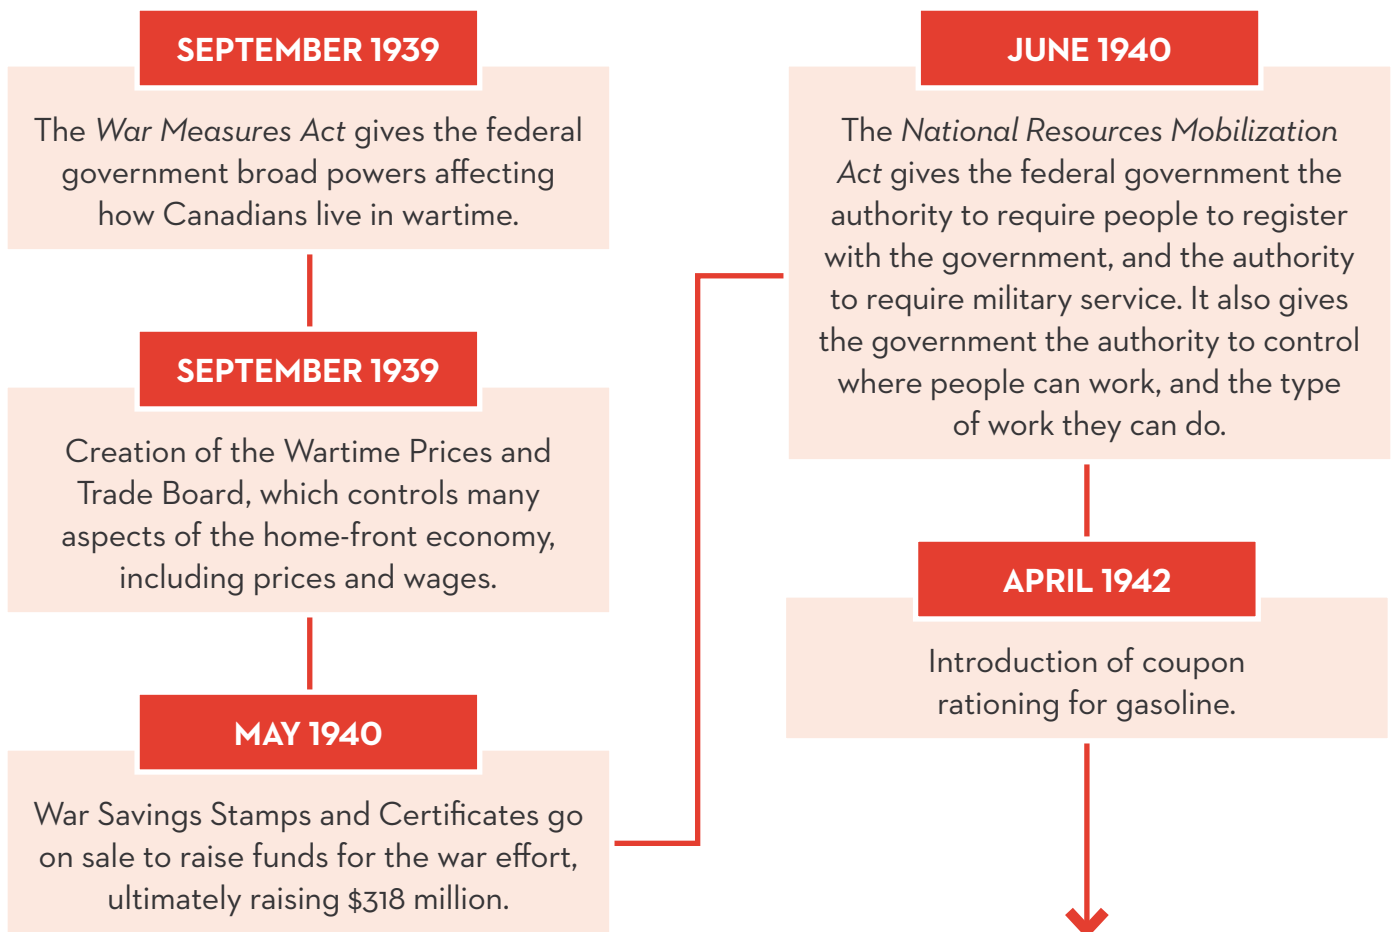 SEPTEMBER 1939
The War Measures Act gives the federal
government broad powers affecting
how Canadians live in wartime.
SEPTEMBER 1939
Creation of the Wartime Prices and
Trade Board, which controls many
aspects of the home-front economy,
including prices and wages.
MAY 1940
War Savings Stamps and Certificates go
on sale to raise funds for the war effort,
ultimately raising $318 million.
JUNE 1940
The National Resources Mobilization
Act gives the federal government the
authority to require people to register
with the government, and the authority
to require military service. It also gives
the government the authority to control
where people can work, and the type
of work they can do.
APRIL 1942
Introduction of coupon
rationing for gasoline.